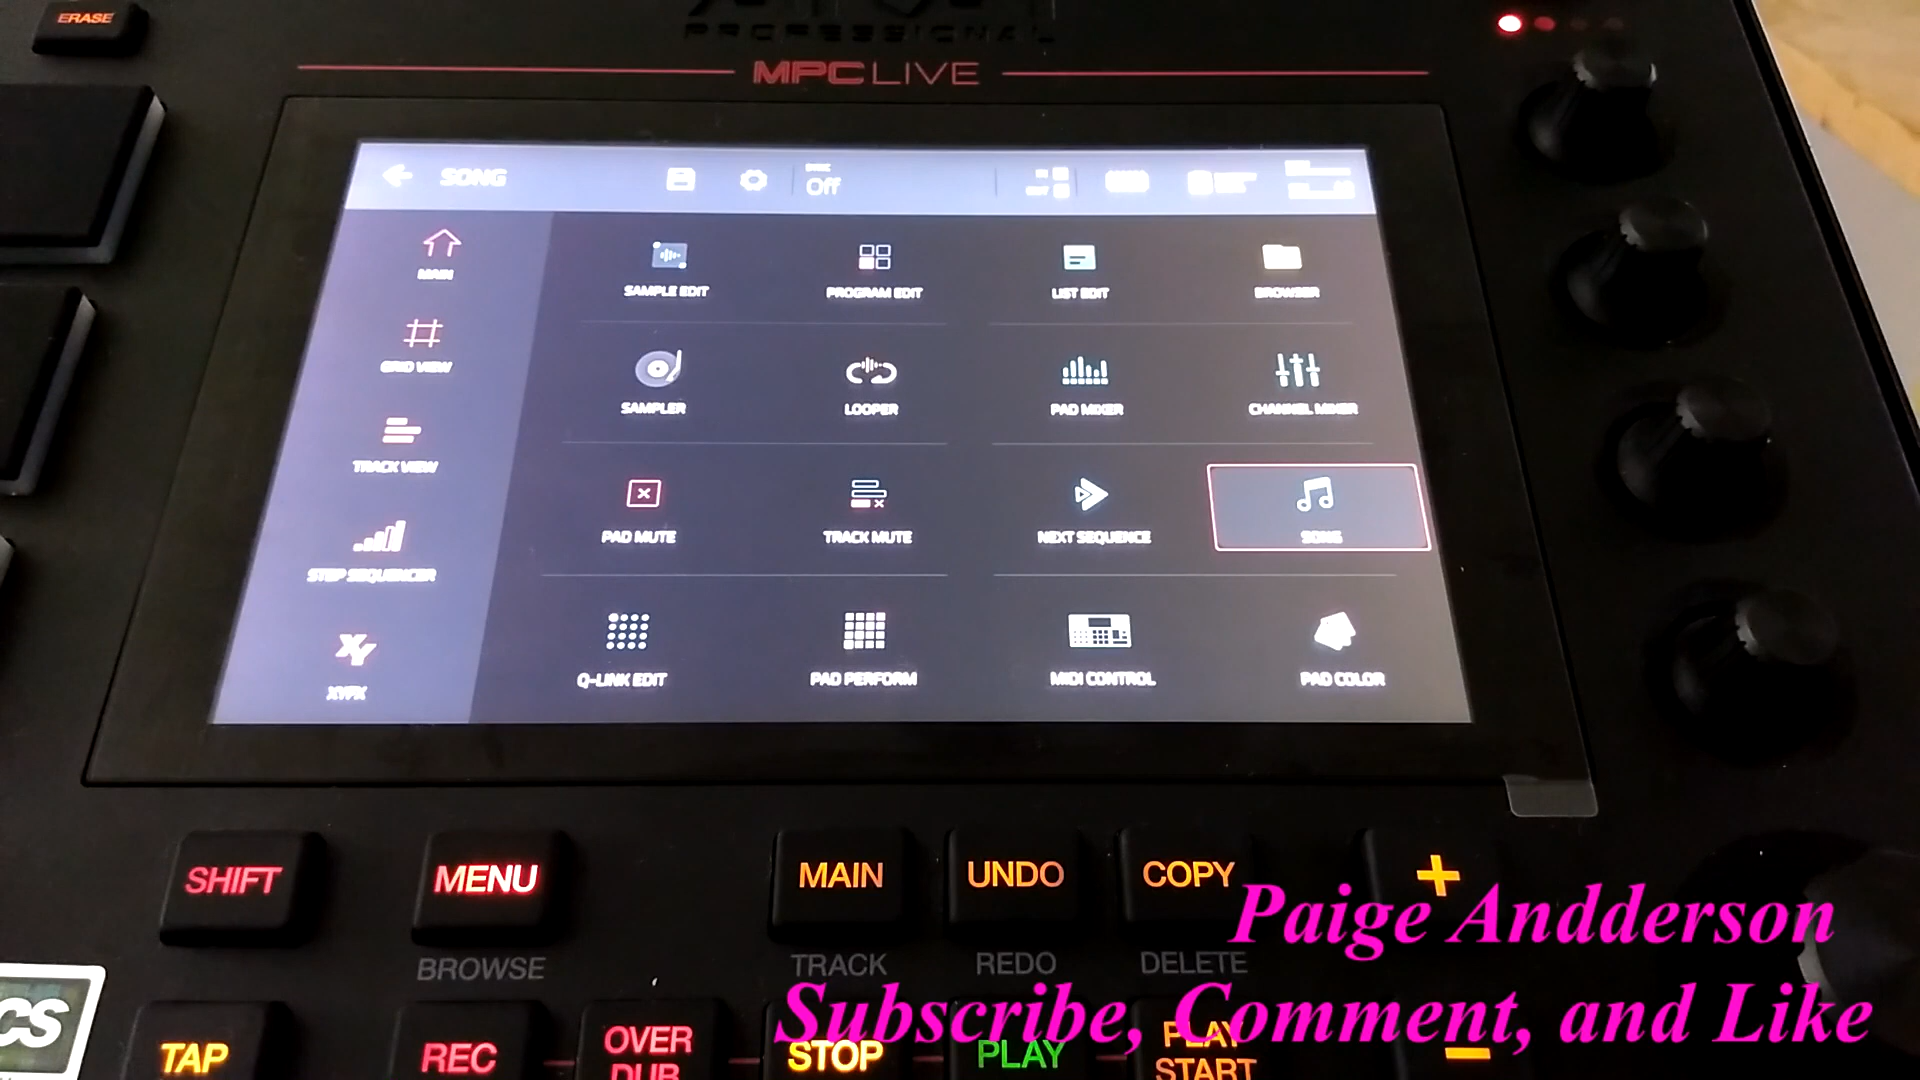 ERASE
PROFESSIONAL
MPC LIVE
SONG
Off
MAIN
SAMPLE EDIT
PROGRAM EDIT
LIST EDIT
BROWSER
GRID VIEW
SAMPLER
LOOPER
PAD MIXER
CHANNEL MIXER
TRACK VIEW
PAD MUTE
TRACK MUTE
NEXT SEQUENCE
SONG
STEP SEQUENCER
Q-LINK EDIT
PAD PERFORM
MIDI CONTROL
PAD COLOR
XYFX
SHIFT
MENU
MAIN
UNDO
COPY
+
BROWSE
TRACK
REDO
DELETE
Paige Andderson
Subscribe, Comment, and Like
CS
TAP
REC
OVER
DUB
STOP
PLAY
PLAY
START